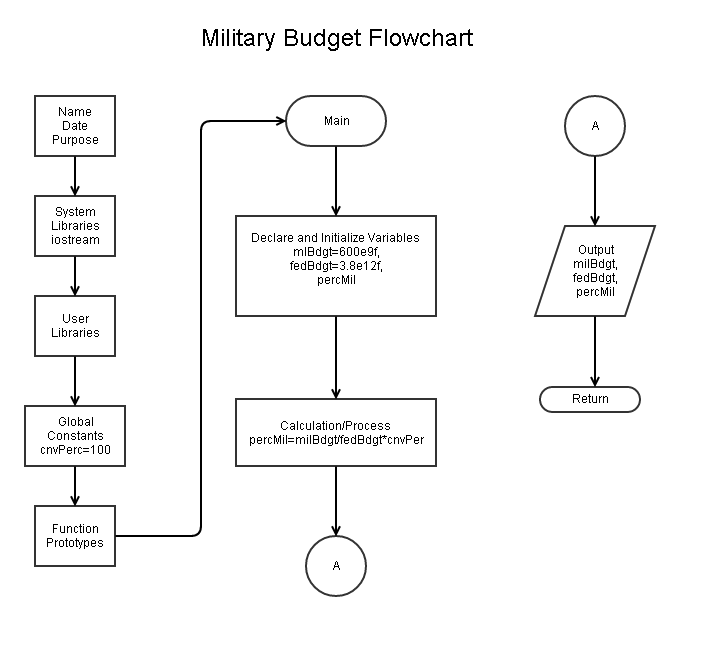 Military Budget Flowchart
Name
Date
Purpose
System
Libraries
iostream
User
Libraries
Global
Constants
cnvPerc=100
Function
Prototypes
Main
Declare and Initialize Variables
mlBdgt=600e9f,
fedBdgt=3.8e12f,
percMil
Calculation/Process
percMil=milBdgt/fedBdgt*cnvPer
A
A
Output
milBdgt,
fedBdgt,
percMil
Return